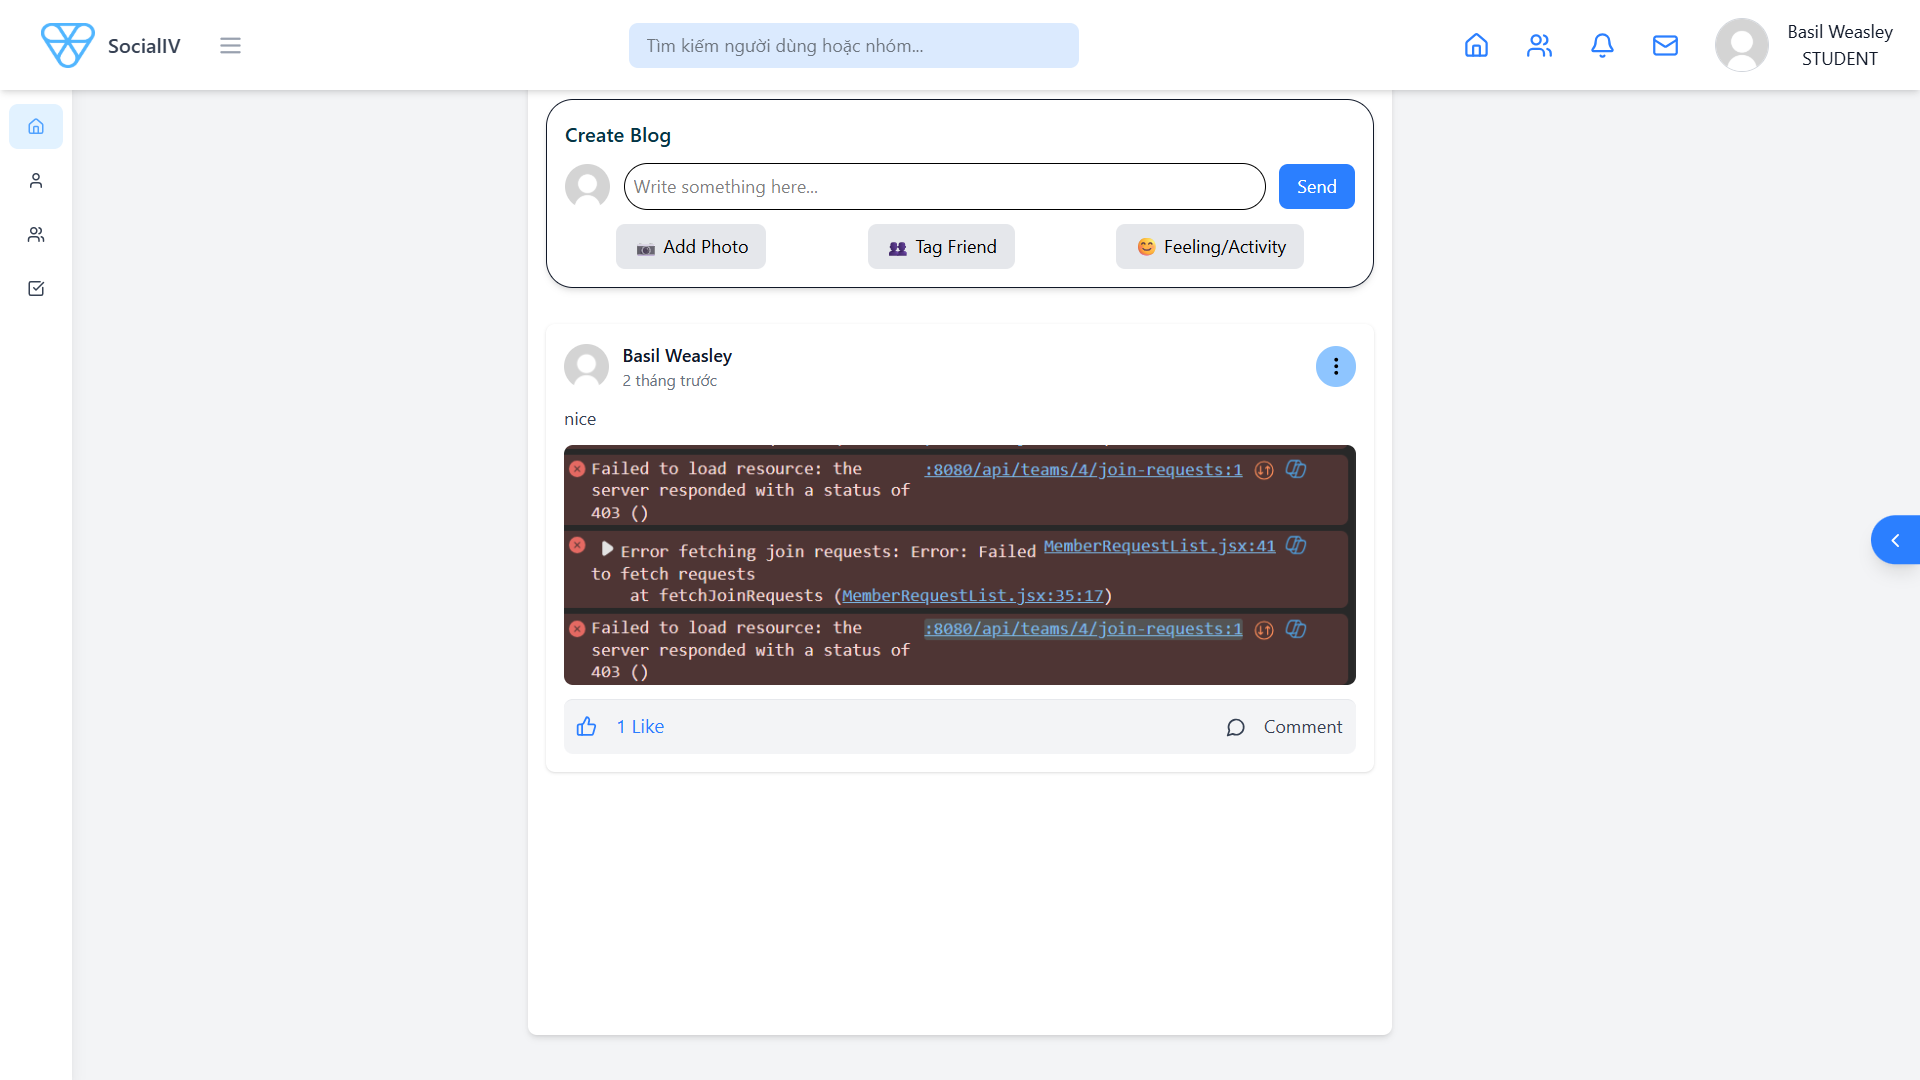 SocialIV
Tìm kiếm người dùng hoặc nhóm...
Basil Weasley
STUDENT
Create Blog
Write something here...
Send
Add Photo
Tag Friend
Feeling/Activity
Basil Weasley
2 tháng trước
nice
Failed to load resource: the :8080/api/teams/4/join-requests:1
server responded with a status of
403 ()
Error fetching join requests: Error: Failed MemberRequestList.jsx:41
to fetch requests
at fetchJoinRequests (MemberRequestList.jsx:35:17)
Failed to load resource: the :8080/api/teams/4/join-requests:1
server responded with a status of
403 ()
1 Like
Comment